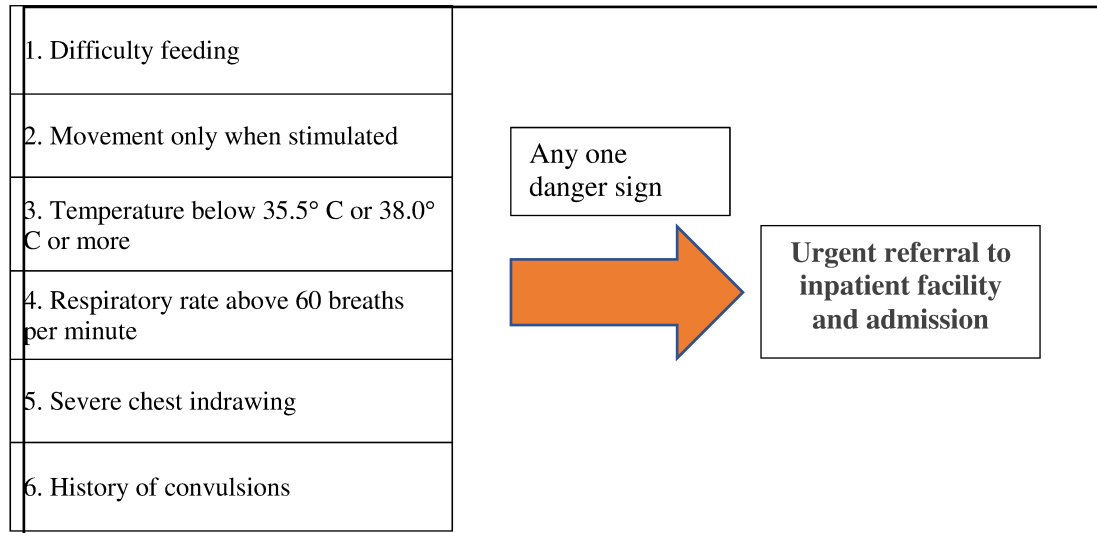 1. Difficulty feeding
2. Movement only when stimulated
3. Temperature below 35.5° C or 38.0°
C or more
4. Respiratory rate above 60 breaths
per minute
5. Severe chest indrawing
6. History of convulsions
Any one
danger sign
Urgent referral to
inpatient facility
and admission